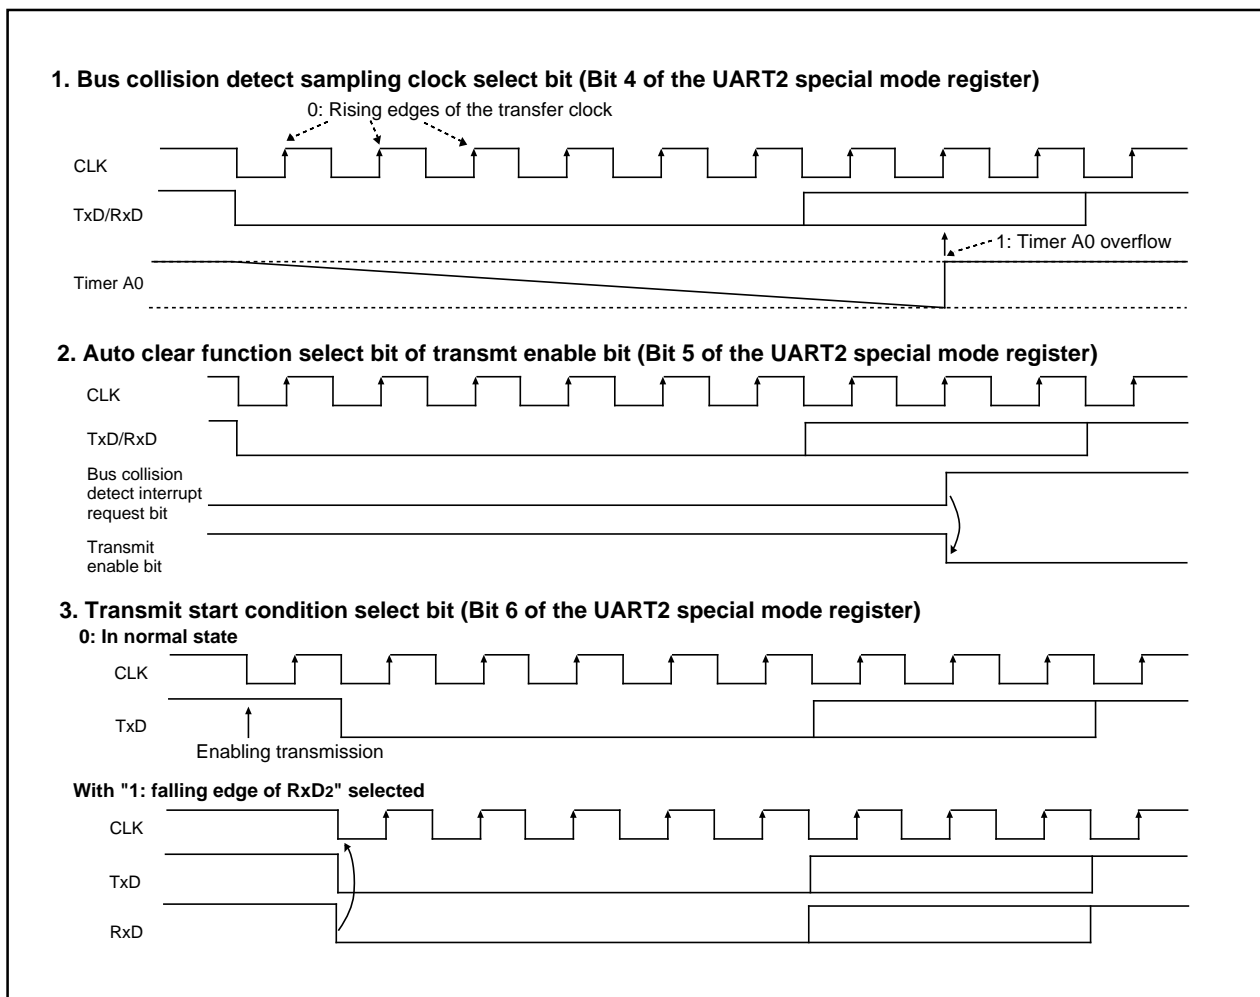 1. Bus collision detect sampling clock select bit (Bit 4 of the UART2 special mode register)
0: Rising edges of the transfer clock
CLK
TxD/RxD
1: Timer A0 overflow
Timer A0
2. Auto clear function select bit of transmt enable bit (Bit 5 of the UART2 special mode register)
CLK
TxD/RxD
Bus collision
detect interrupt
request bit
Transmit
enable bit
3. Transmit start condition select bit (Bit 6 of the UART2 special mode register)
0: In normal state
CLK
TxD
Enabling transmission
With "1: falling edge of RxD2" selected
CLK
TxD
RxD